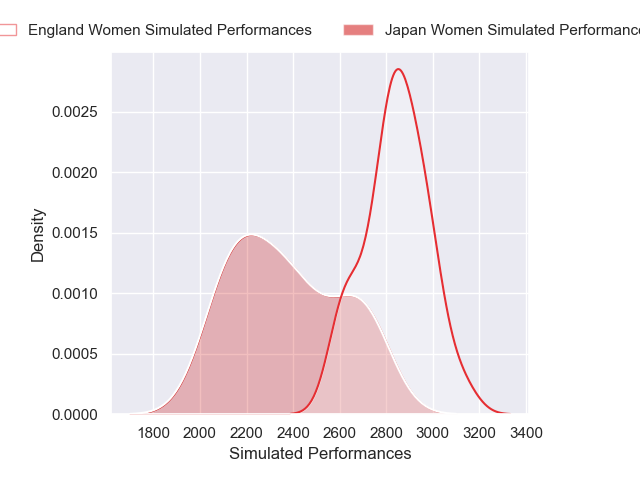 England Women Simulated Performances
Japan Women Simulated Performance
0.0025
0.0020
0.0015
0.0010
0.0005
0.0000
Density
1800 2000 2200 2400 2600 2800 3000 3200 3400
Simulated Performances